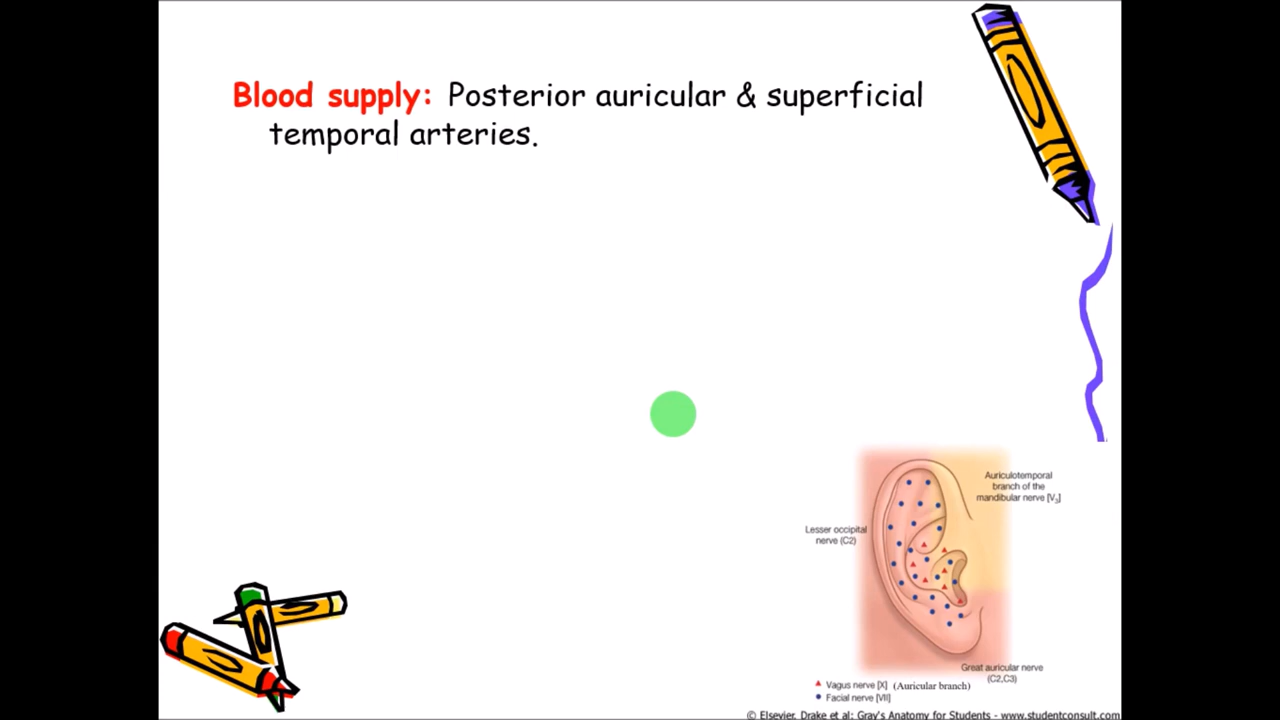 Blood supply: Posterior auricular & superficial
temporal arteries.
Auriculotemporal
branch of the
mandibular nerve [V3]
Lesser occipital
nerve (C2)
Great auricular nerve
(C2,C3)
Vagus nerve [X] (Auricular branch)
Facial nerve [VII]
© Elsevier. Drake et al: Gray's Anatomy for Students - www.studentconsult.com